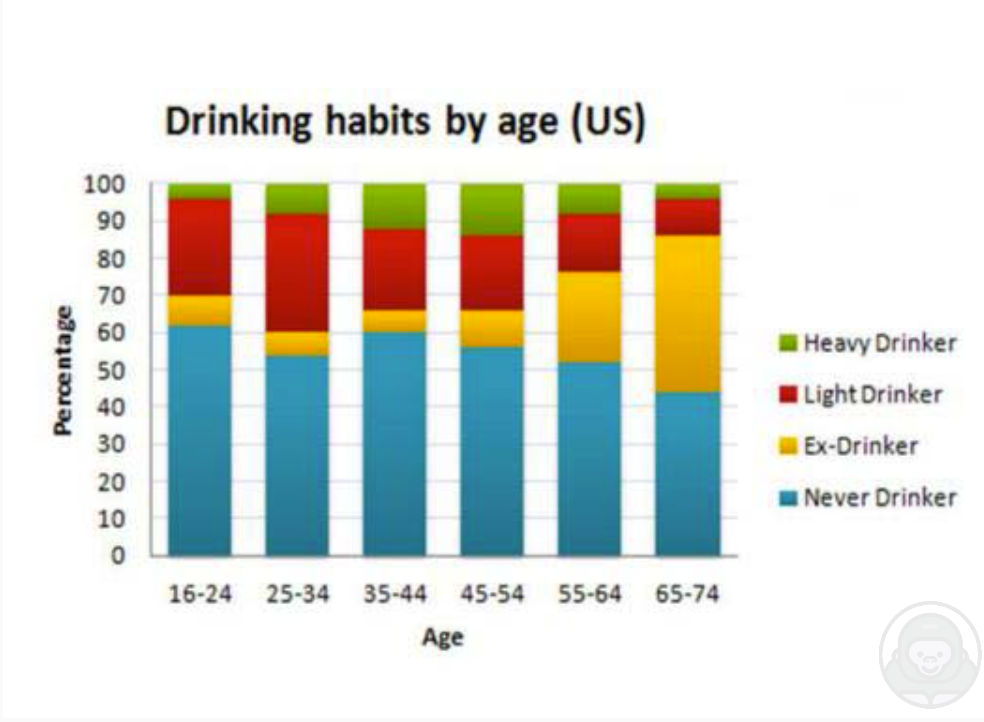 Drinking habits by age (US)
Percentage
100
90
80
70
60
50
40
30
20
10
0
16-24 25-34 35-44 45-54 55-64 65-74
Age
Heavy Drinker
Light Drinker
Ex-Drinker
Never Drinker